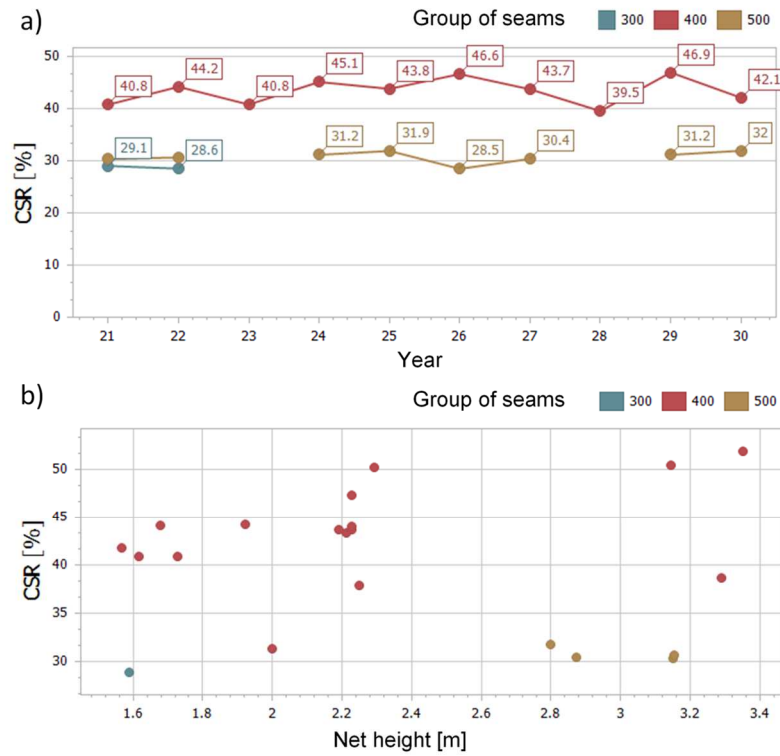 a)
Group of seams 300 400 500
CSR [%]
50
40
30
20
10
0
40.8 44.2 40.8 45.1 43.8 46.6 43.7 39.5 46.9 42.1
29.1 28.6 31.2 31.9 28.5 30.4 31.2 32
21 22 23 24 25 26 27 28 29 30
Year
b)
Group of seams 300 400 500
CSR [%]
50
45
40
35
30
1.6 1.8 2 2.2 2.4 2.6 2.8 3 3.2 3.4
Net height [m]